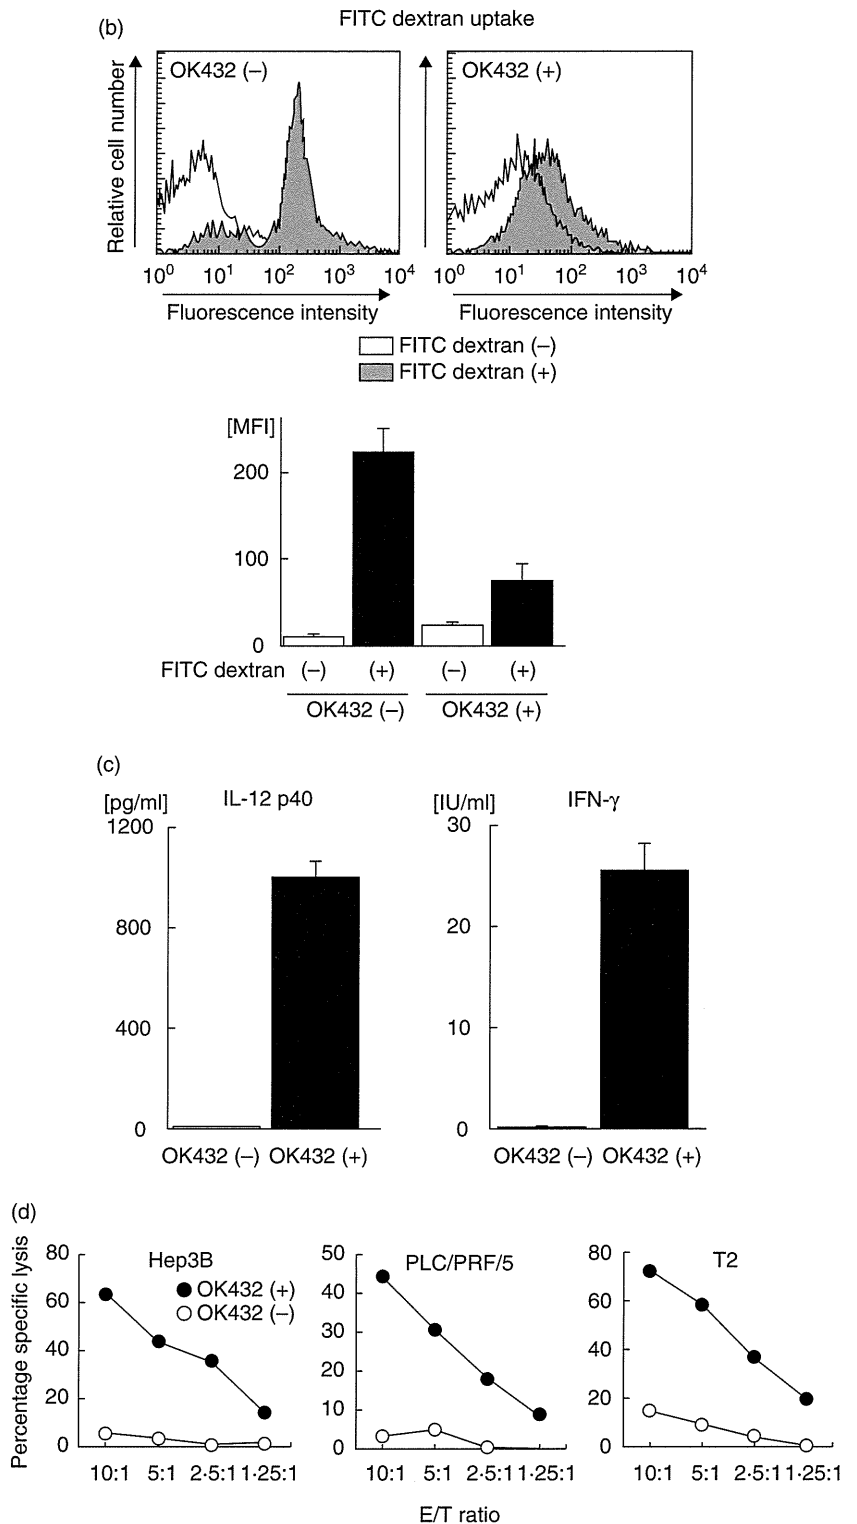 (b)
FITC dextran uptake
OK432 (–)
OK432 (+)
Relative cell number
10⁰ 10¹ 10² 10³ 10⁴
10⁰ 10¹ 10² 10³ 10⁴
Fluorescence intensity
Fluorescence intensity
FITC dextran (–)
FITC dextran (+)
[MFI]
200
100
0
FITC dextran (–) (+) (–) (+)
OK432 (–) OK432 (+)
(c)
[pg/ml] IL-12 p40
1200
800
400
0
OK432 (–) OK432 (+)
[IU/ml] IFN-γ
30
20
10
0
OK432 (–) OK432 (+)
(d)
Percentage specific lysis
80
60
40
20
0
Hep3B
OK432 (+)
OK432 (–)
10:1 5:1 2·5:1 1·25:1
50
40
30
20
10
0
PLC/PRF/5
10:1 5:1 2·5:1 1·25:1
80
60
40
20
0
T2
10:1 5:1 2·5:1 1·25:1
E/T ratio